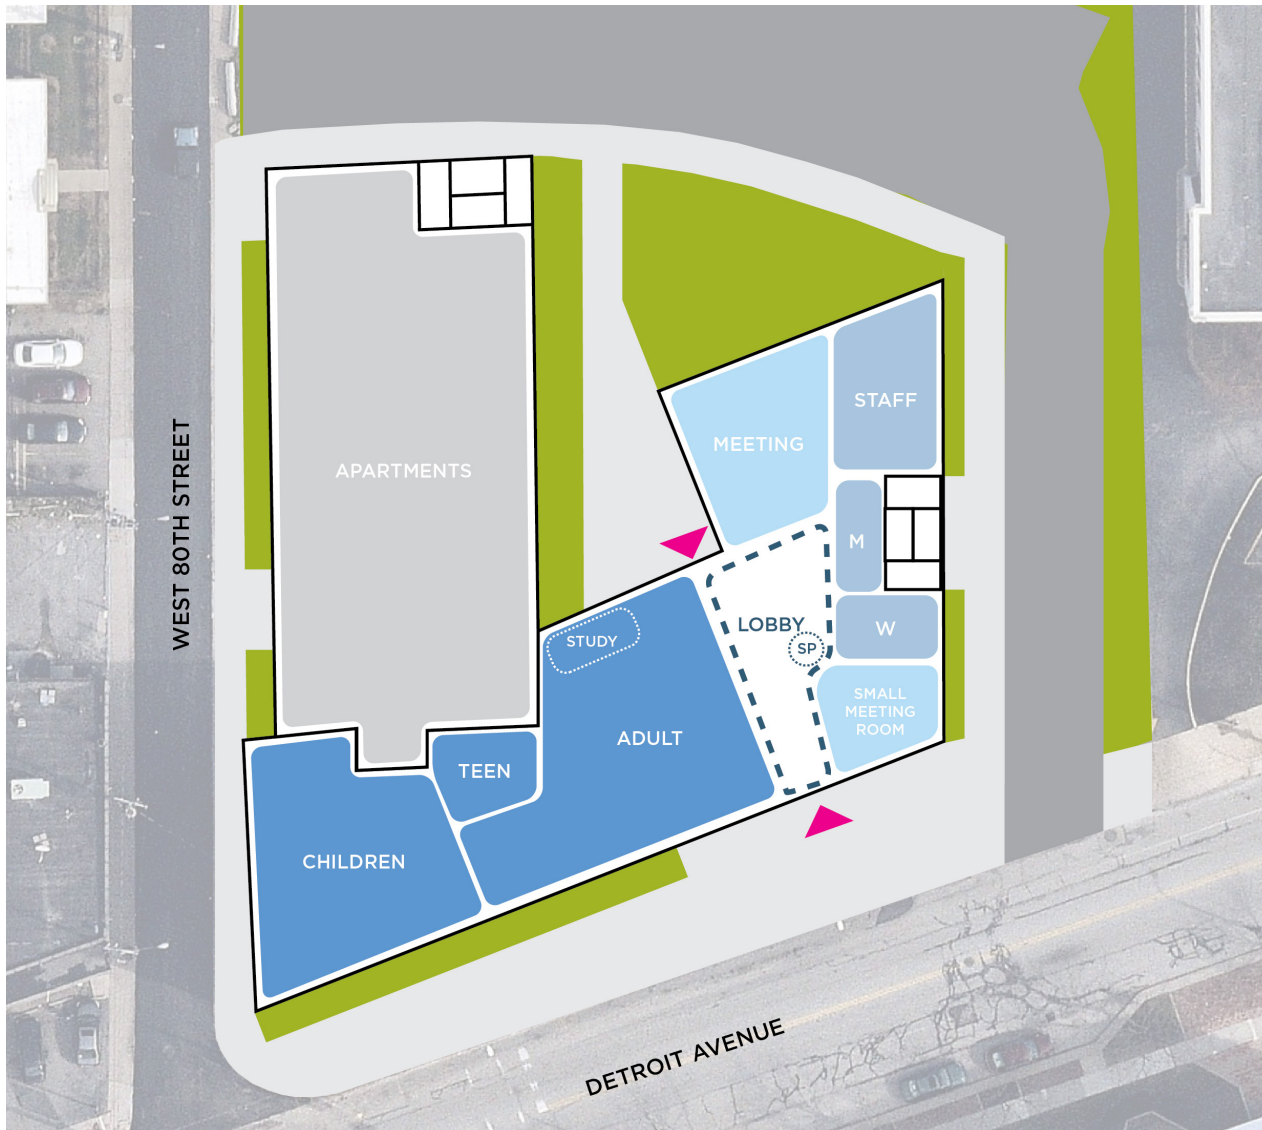 STAFF
MEETING
APARTMENTS
WEST 80TH STREET
M
LOBBY
W
STUDY
SP
SMALL
MEETING
ROOM
ADULT
TEEN
CHILDREN
DETROIT AVENUE